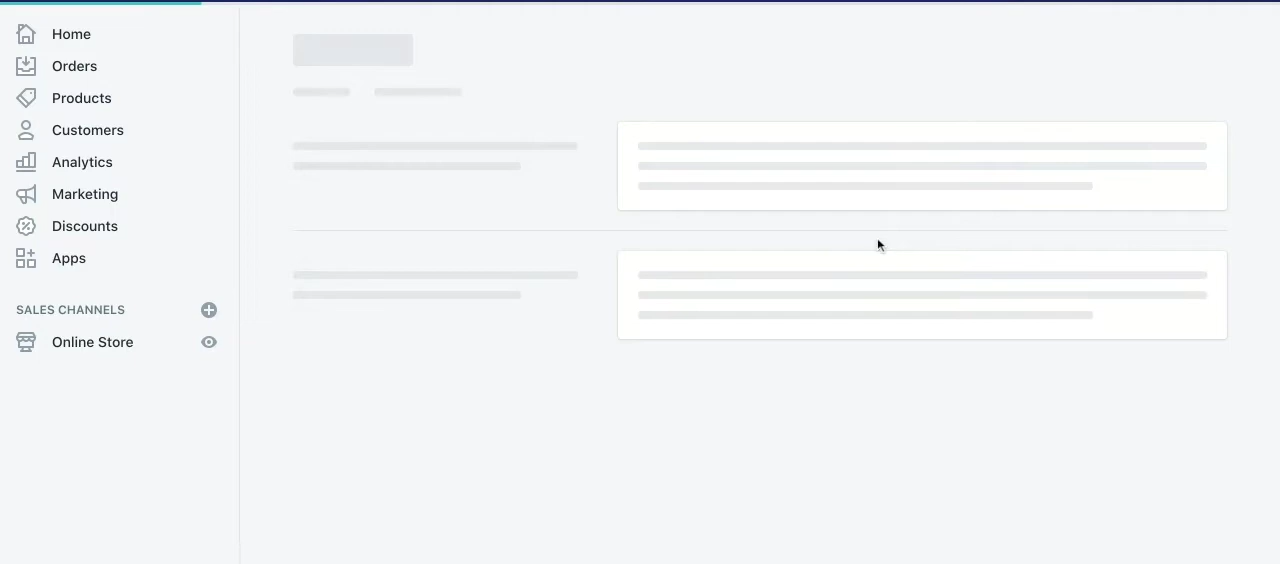 Home
Orders
Products
Customers
Analytics
Marketing
Discounts
Apps
SALES CHANNELS
Online Store